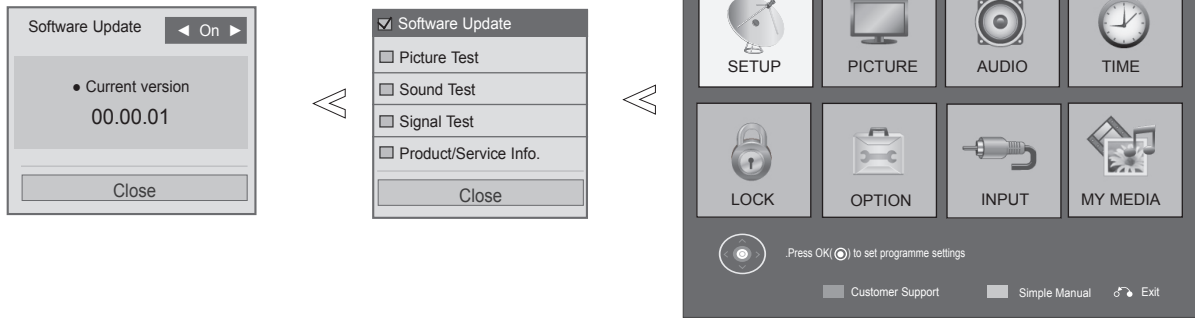 Software Update ◄ On ►
● Current version
00.00.01
Close
Software Update
Picture Test
Sound Test
Signal Test
Product/Service Info.
Close
SETUP PICTURE AUDIO TIME
LOCK OPTION INPUT MY MEDIA
.Press OK(◉) to set programme settings
Customer Support Simple Manual Exit